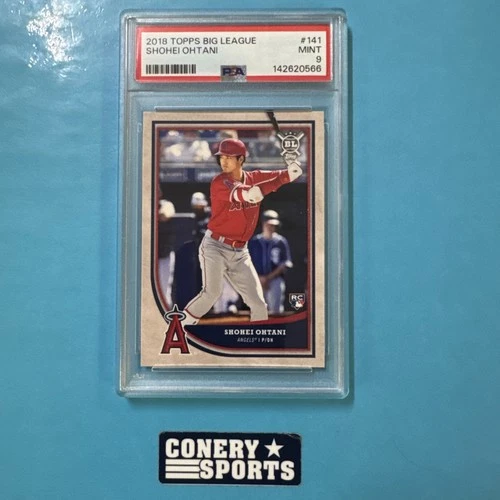 2018 TOPPS BIG LEAGUE #141
SHOHEI OHTANI MINT
9
PSA 142620566
BL
A
RC
SHOHEI OHTANI
ANGELS® | P/DH
CONERY
SPORTS